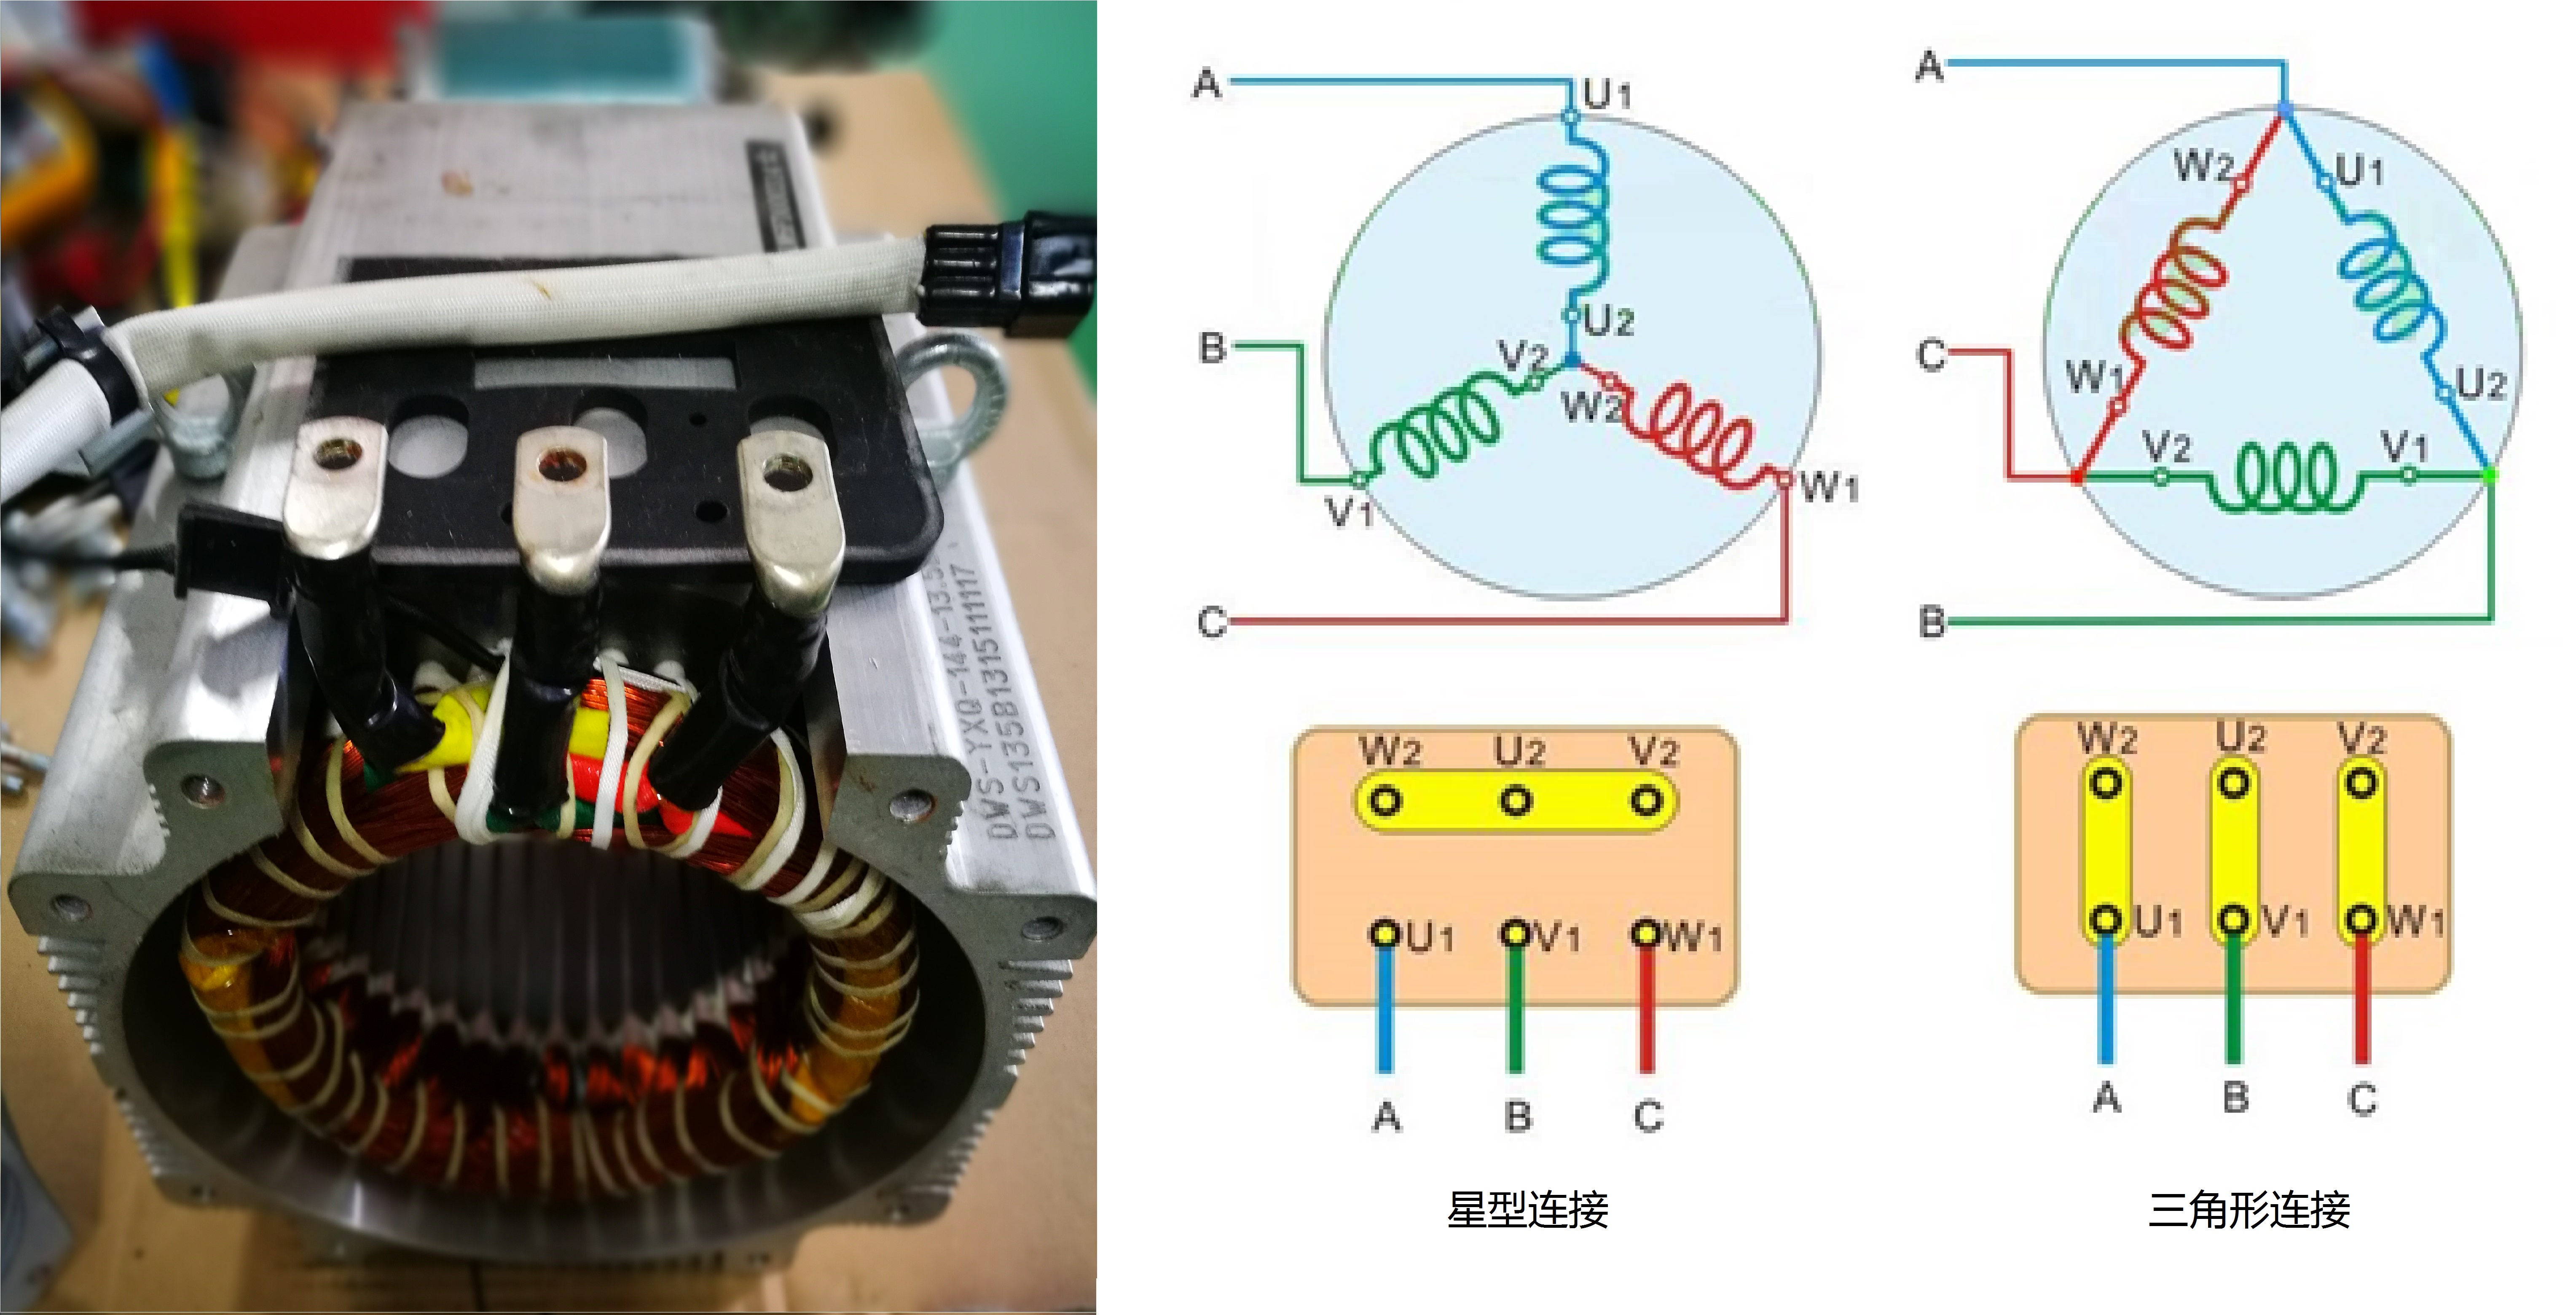 DWS-YXQ-144-13.5
DWS135813151111117
A
U1
U2
B
V2
W2
V1
W1
C
W2 U2 V2
U1 V1 W1
A B C
星型连接
A
W2 U1
C
W1 U2
V2 V1
B
W2 U2 V2
U1 V1 W1
A B C
三角形连接